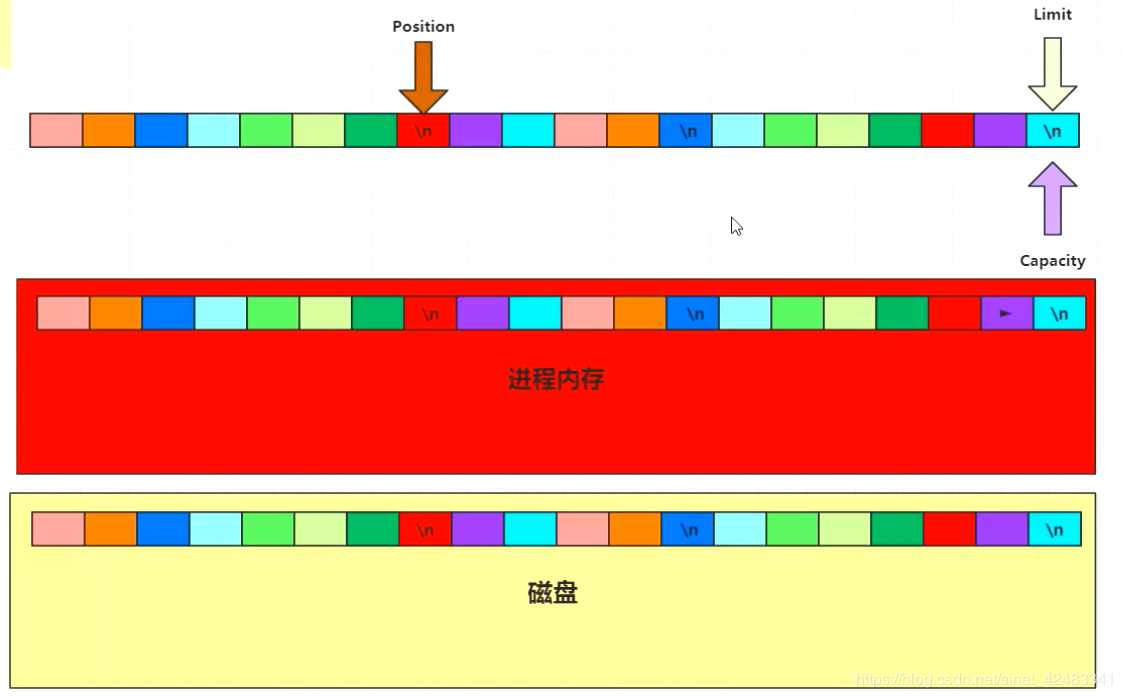 Position
Limit
\n \n \n
Capacity
\n \n \n
进程内存
\n \n \n
磁盘
https://blog.csdn.net/sinat_42483341